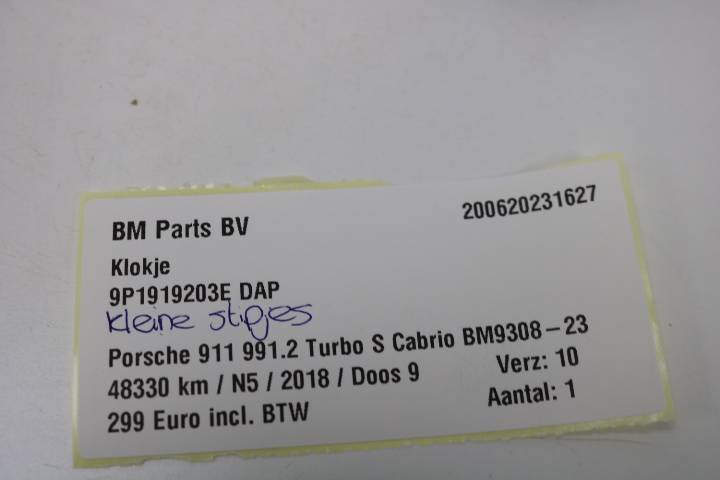 BM Parts BV 200620231627
Klokje
9P1919203E DAP
kleine stipjes
Porsche 911 991.2 Turbo S Cabrio BM9308-23
48330 km / N5 / 2018 / Doos 9 Verz: 10
299 Euro incl. BTW Aantal: 1